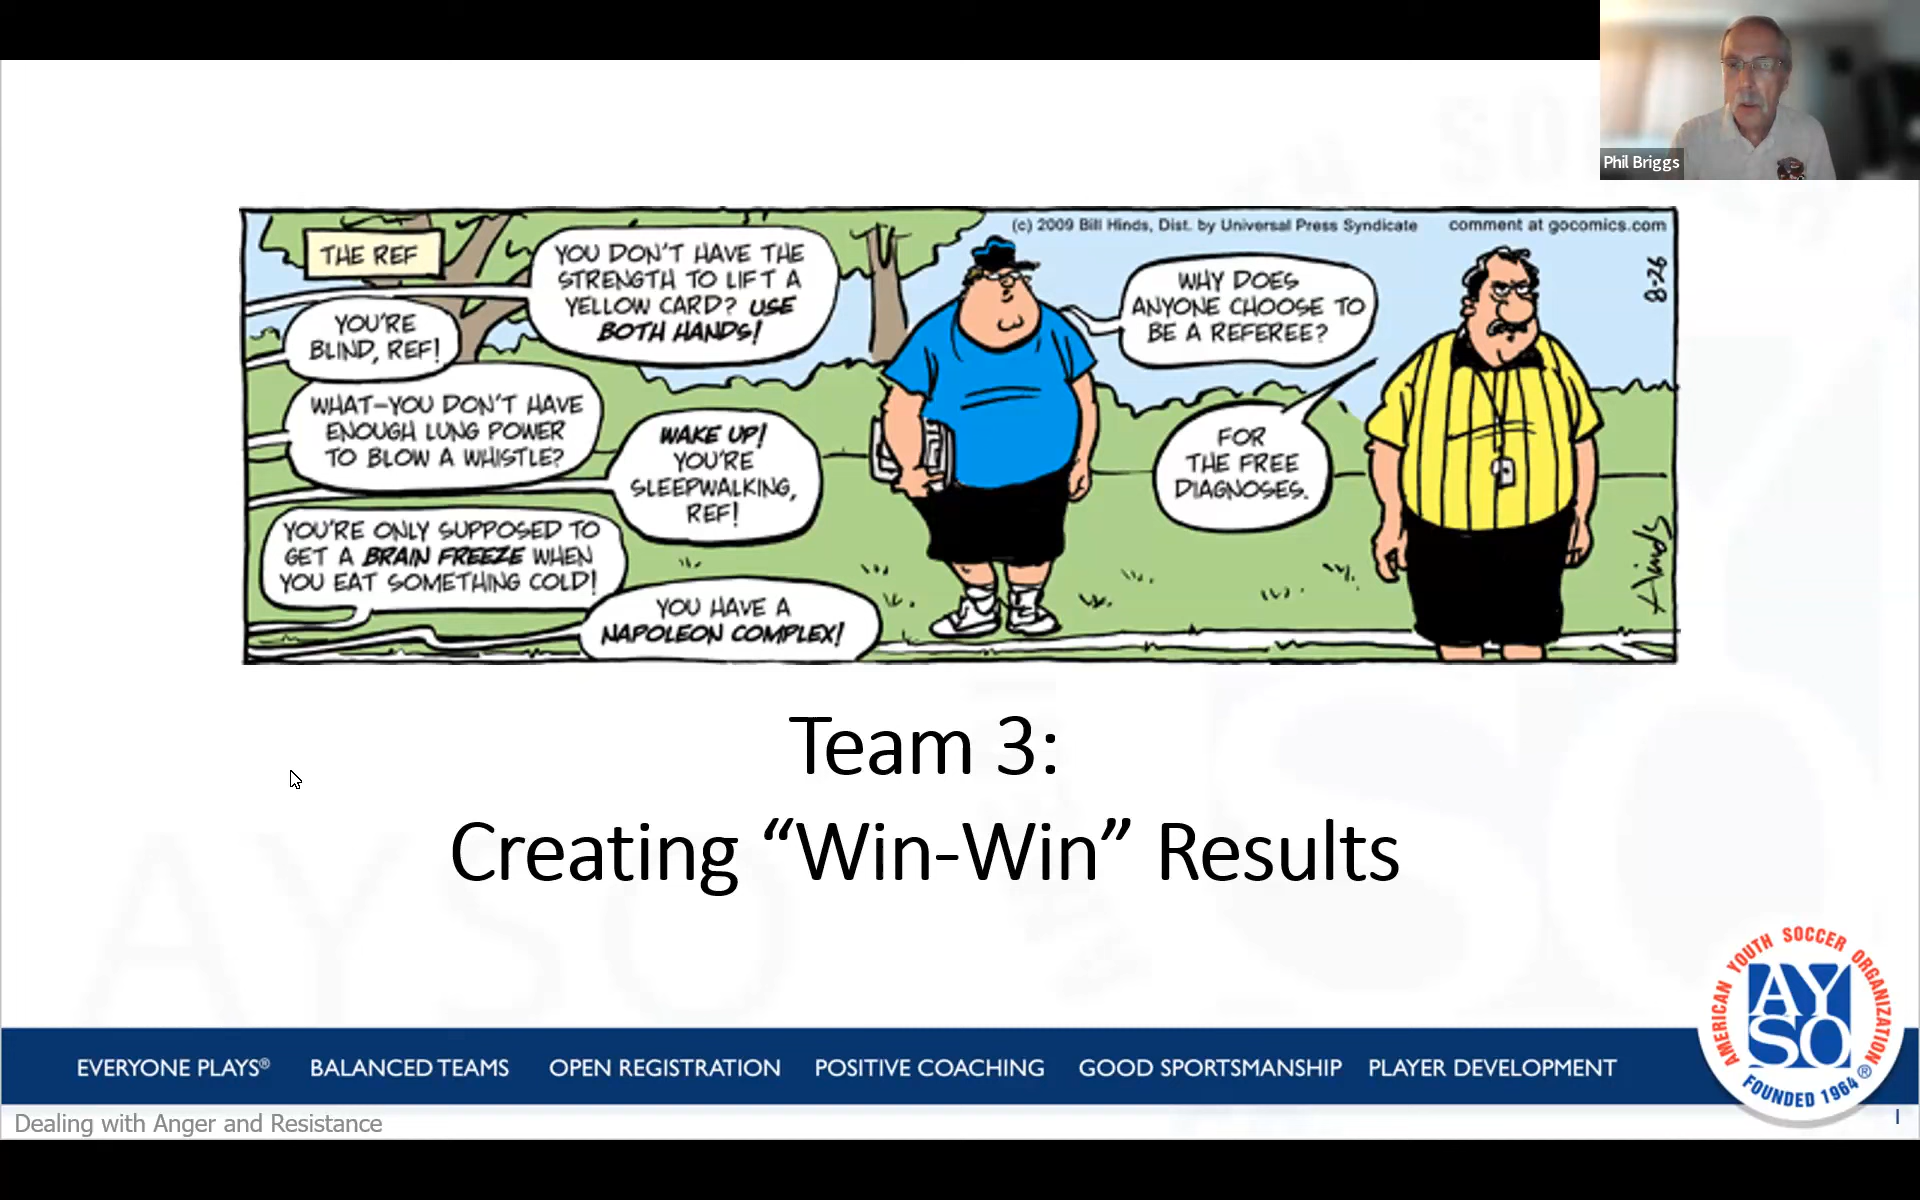 Phil Briggs
(c) 2009 Bill Hinds, Dist. by Universal Press Syndicate comment at gocomics.com
8-26
THE REF
YOU DON'T HAVE THE
STRENGTH TO LIFT A
YELLOW CARD? USE
BOTH HANDS!
YOU'RE
BLIND, REF!
WHAT-YOU DON'T HAVE
ENOUGH LUNG POWER
TO BLOW A WHISTLE?
WAKE UP!
YOU'RE
SLEEPWALKING,
REF!
YOU'RE ONLY SUPPOSED TO
GET A BRAIN FREEZE WHEN
YOU EAT SOMETHING COLD!
YOU HAVE A
NAPOLEON COMPLEX!
WHY DOES
ANYONE CHOOSE TO
BE A REFEREE?
FOR
THE FREE
DIAGNOSES.
Hinds
Team 3:
Creating “Win-Win” Results
EVERYONE PLAYS® BALANCED TEAMS OPEN REGISTRATION POSITIVE COACHING GOOD SPORTSMANSHIP PLAYER DEVELOPMENT
AMERICAN YOUTH SOCCER ORGANIZATION
AY
SO
®
FOUNDED 1964
Dealing with Anger and Resistance
1